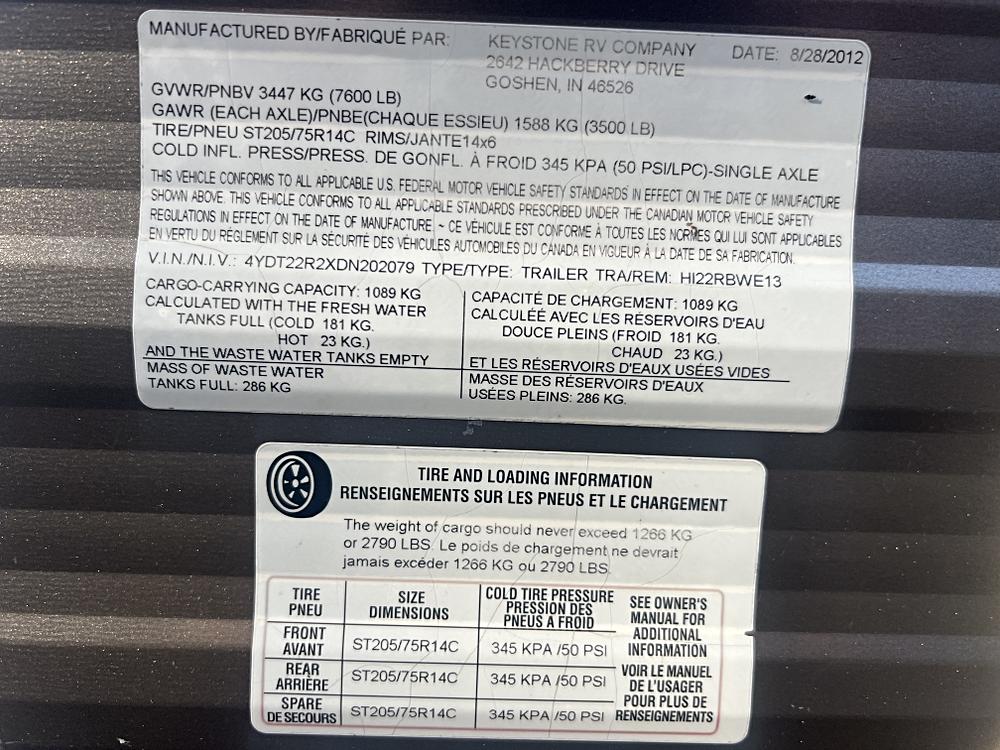 MANUFACTURED BY/FABRIQUÉ PAR: KEYSTONE RV COMPANY DATE: 8/28/2012
2642 HACKBERRY DRIVE
GOSHEN, IN 46526
GVWR/PNBV 3447 KG (7600 LB)
GAWR (EACH AXLE)/PNBE(CHAQUE ESSIEU) 1588 KG (3500 LB)
TIRE/PNEU ST205/75R14C RIMS/JANTE14x6
COLD INFL. PRESS/PRESS. DE GONFL. À FROID 345 KPA (50 PSI/LPC)-SINGLE AXLE
THIS VEHICLE CONFORMS TO ALL APPLICABLE U.S. FEDERAL MOTOR VEHICLE SAFETY STANDARDS IN EFFECT ON THE DATE OF MANUFACTURE
SHOWN ABOVE. THIS VEHICLE CONFORMS TO ALL APPLICABLE STANDARDS PRESCRIBED UNDER THE CANADIAN MOTOR VEHICLE SAFETY
REGULATIONS IN EFFECT ON THE DATE OF MANUFACTURE. ~ CE VÉHICULE EST CONFORME À TOUTES LES NORMES QUI LUI SONT APPLICABLES
EN VERTU DU RÉGLEMENT SUR LA SÉCURITÉ DES VÉHICULES AUTOMOBILES DU CANADA EN VIGUEUR À LA DATE DE SA FABRICATION.
V.I.N./N.I.V.: 4YDT22R2XDN202079 TYPE/TYPE: TRAILER TRA/REM: HI22RBWE13
CARGO-CARRYING CAPACITY: 1089 KG
CALCULATED WITH THE FRESH WATER
TANKS FULL (COLD 181 KG.
HOT 23 KG.)
AND THE WASTE WATER TANKS EMPTY
MASS OF WASTE WATER
TANKS FULL: 286 KG
CAPACITÉ DE CHARGEMENT: 1089 KG
CALCULÉE AVEC LES RÉSERVOIRS D'EAU
DOUCE PLEINS (FROID 181 KG.
CHAUD 23 KG.)
ET LES RÉSERVOIRS D'EAUX USÉES VIDES
MASSE DES RÉSERVOIRS D'EAUX
USÉES PLEINS: 286 KG.
TIRE AND LOADING INFORMATION
RENSEIGNEMENTS SUR LES PNEUS ET LE CHARGEMENT
The weight of cargo should never exceed 1266 KG
or 2790 LBS. Le poids de chargement ne devrait
jamais excéder 1266 KG ou 2790 LBS.
TIRE
PNEU
SIZE
DIMENSIONS
COLD TIRE PRESSURE
PRESSION DES
PNEUS A FROID
FRONT
AVANT
ST205/75R14C
345 KPA /50 PSI
REAR
ARRIÈRE
ST205/75R14C
345 KPA /50 PSI
SPARE
DE SECOURS
ST205/75R14C
345 KPA /50 PSI
SEE OWNER'S
MANUAL FOR
ADDITIONAL
INFORMATION
VOIR LE MANUEL
DE L'USAGER
POUR PLUS DE
RENSEIGNEMENTS